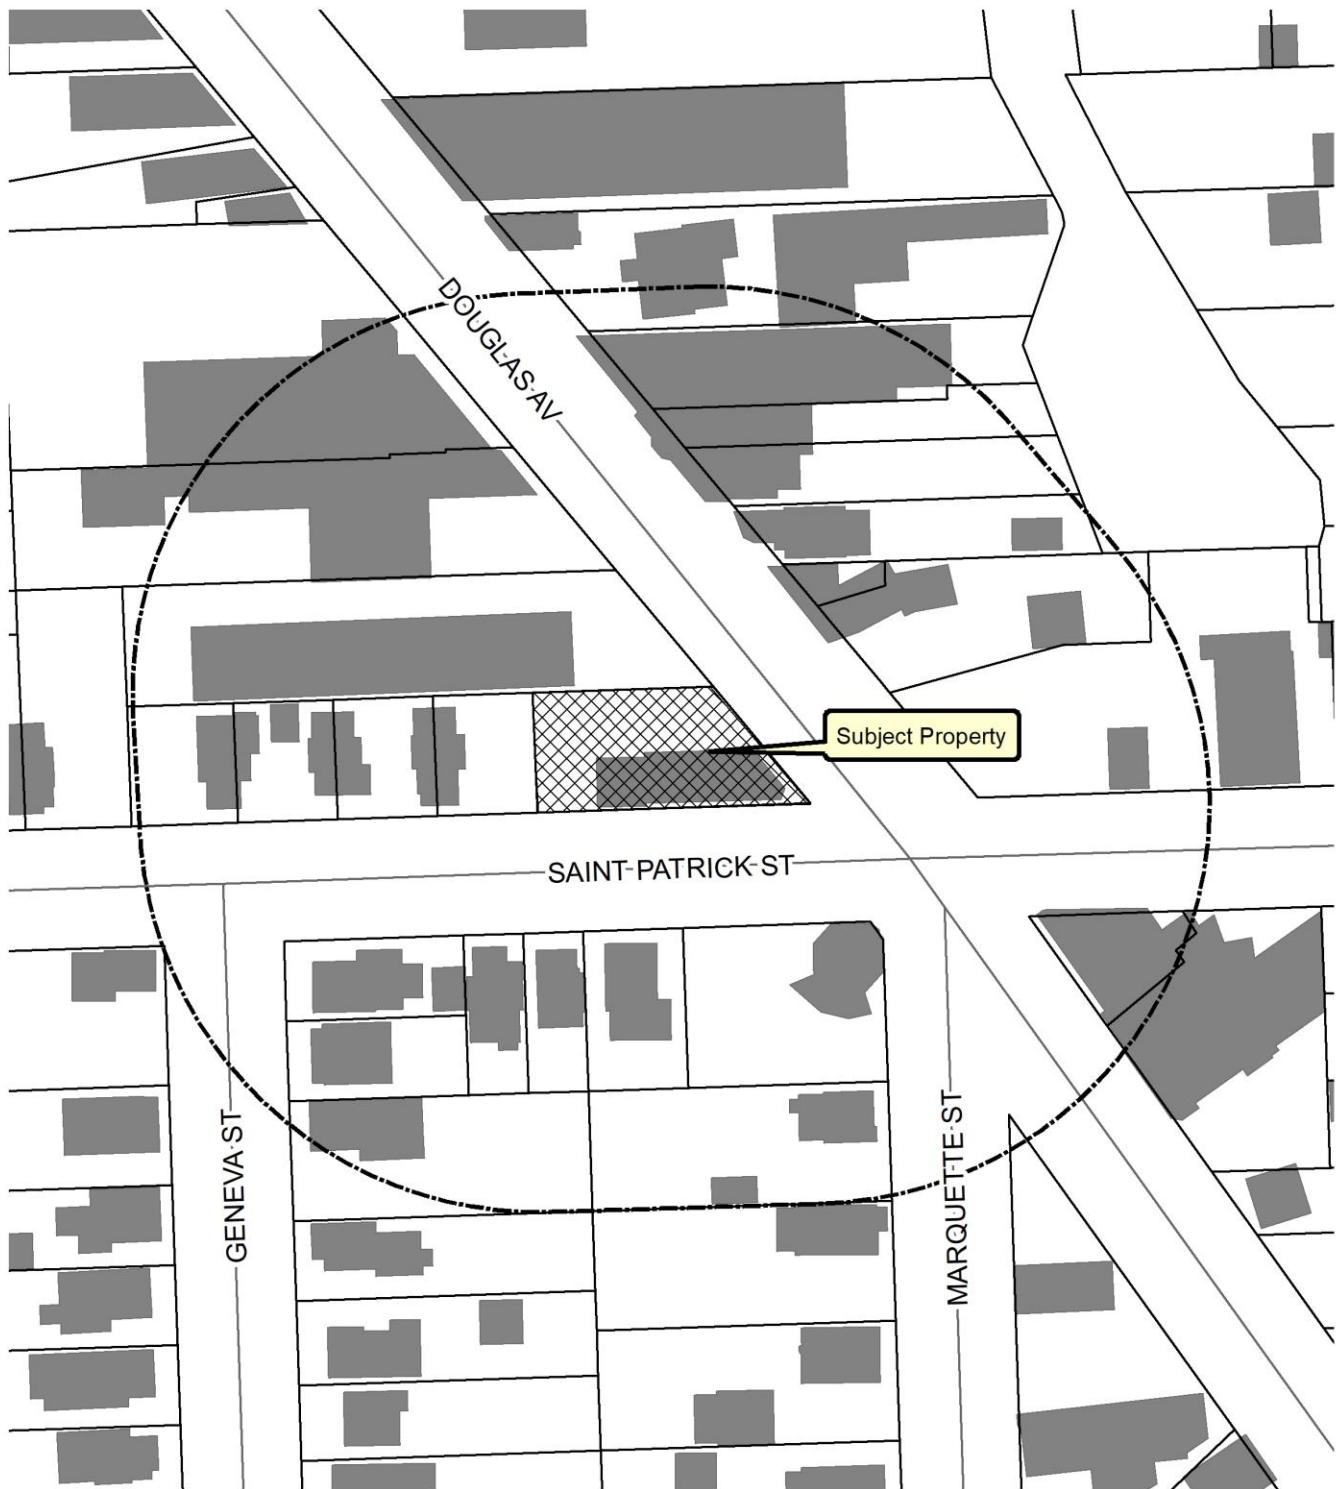 DOUGLAS AV
Subject Property
SAINT PATRICK ST
GENEVA ST
MARQUETTE ST